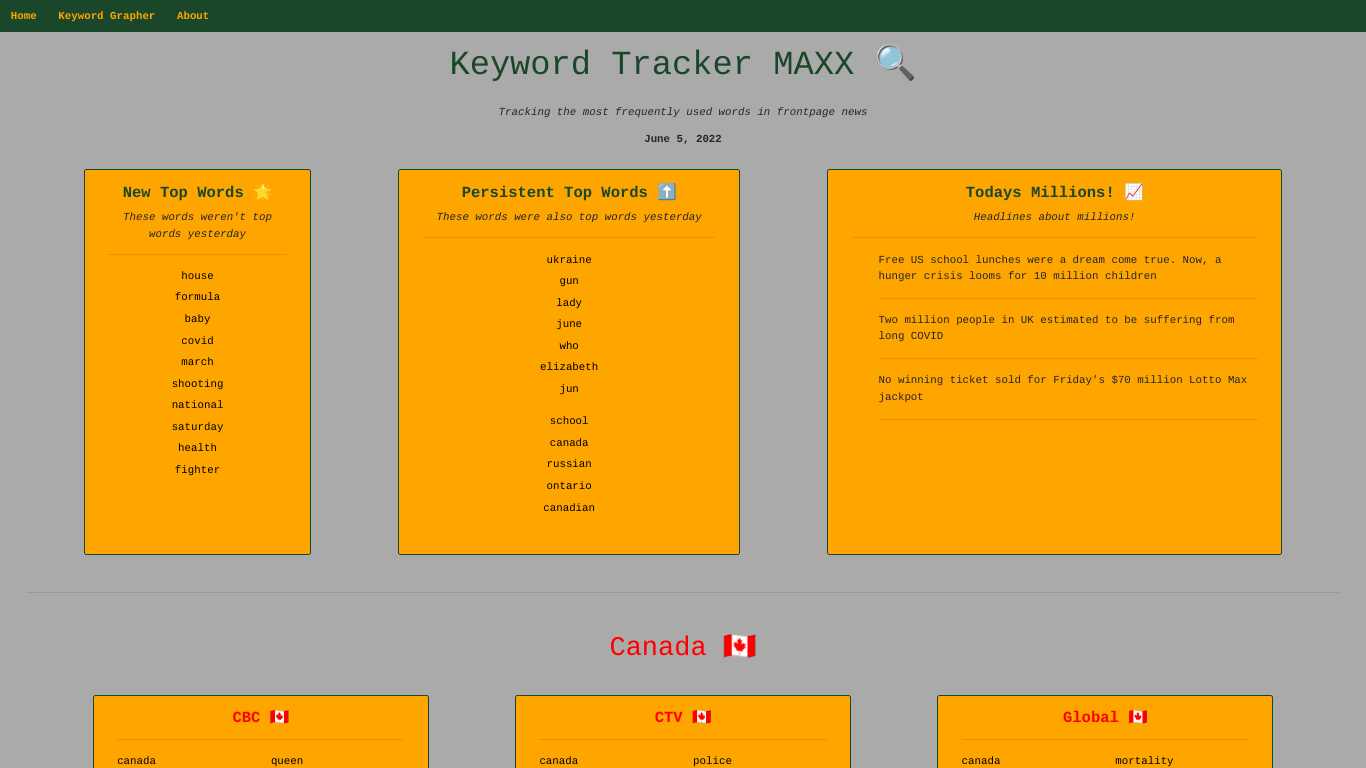 Home Keyword Grapher About
Keyword Tracker MAXX 🔍
Tracking the most frequently used words in frontpage news
June 5, 2022
New Top Words 🌟
These words weren't top
words yesterday
house
formula
baby
covid
march
shooting
national
saturday
health
fighter
Persistent Top Words ⬆️
These words were also top words yesterday
ukraine
gun
lady
june
who
elizabeth
jun
school
canada
russian
ontario
canadian
Todays Millions! 📈
Headlines about millions!
Free US school lunches were a dream come true. Now, a
hunger crisis looms for 10 million children
Two million people in UK estimated to be suffering from
long COVID
No winning ticket sold for Friday’s $70 million Lotto Max
jackpot
Canada 🇨🇦
CBC 🇨🇦
canada queen
CTV 🇨🇦
canada police
Global 🇨🇦
canada mortality